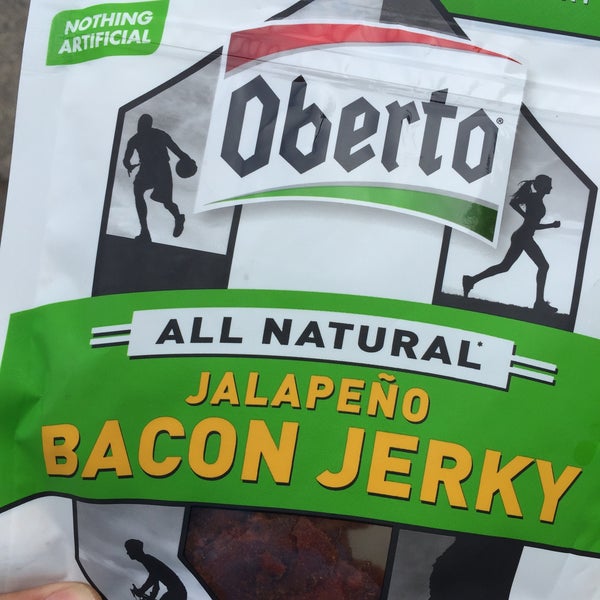 NOTHING
ARTIFICIAL
Oberto®
ALL NATURAL*
JALAPEÑO
BACON JERKY